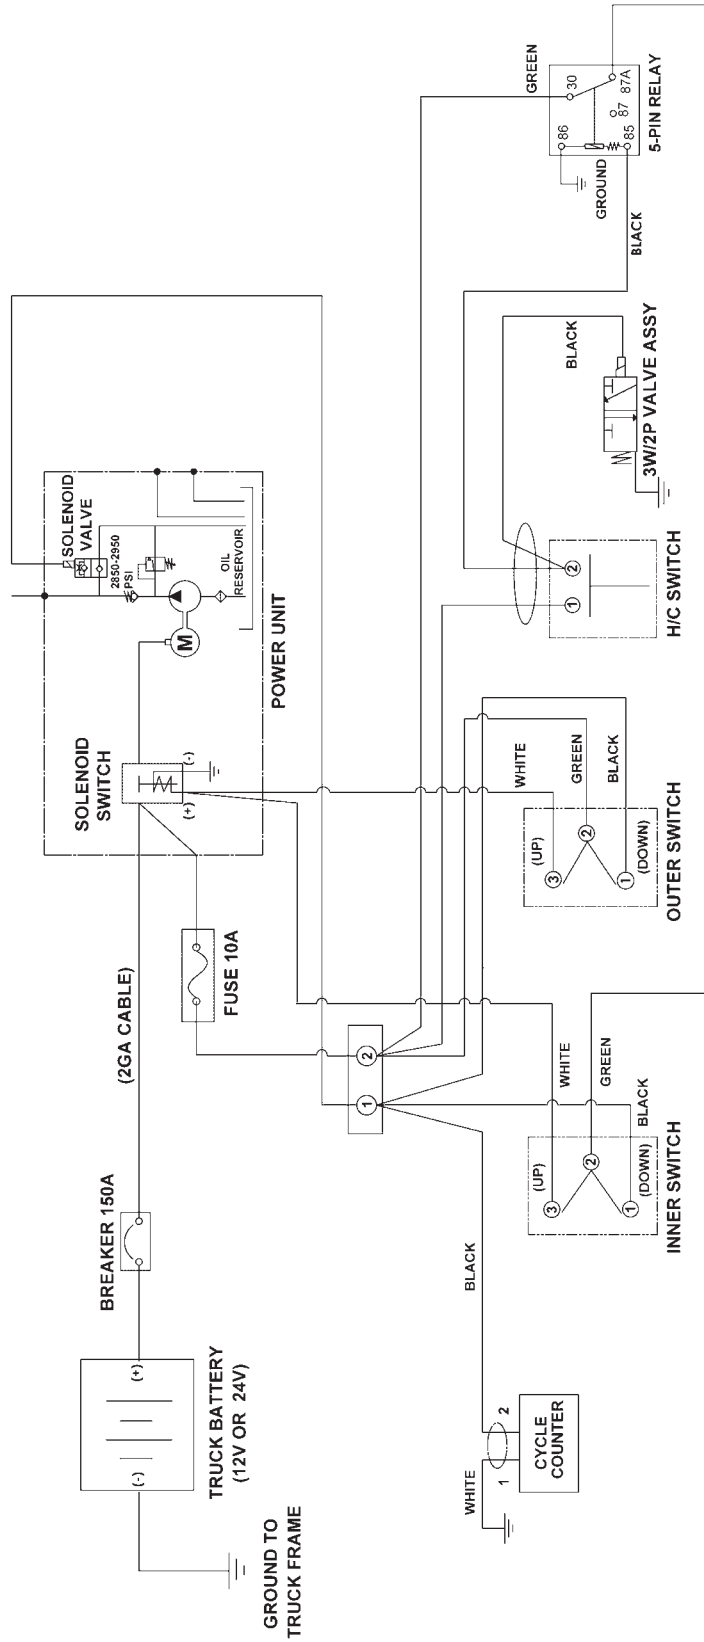 GROUND TO
TRUCK FRAME
TRUCK BATTERY
(12V OR 24V)
(-)
(+)
BREAKER 150A
(2GA CABLE)
FUSE 10A
SOLENOID
SWITCH
(+)
(-)
M
SOLENOID
VALVE
2850-2950
PSI
OIL
RESERVOIR
POWER UNIT
1
2
WHITE
1
2
BLACK
CYCLE
COUNTER
WHITE
GREEN
BLACK
(UP)
3
2
1
(DOWN)
INNER SWITCH
WHITE
GREEN
BLACK
(UP)
3
2
1
(DOWN)
OUTER SWITCH
1
2
H/C SWITCH
BLACK
3W/2P VALVE ASSY
GREEN
BLACK
GROUND
86
30
87
87A
85
5-PIN RELAY